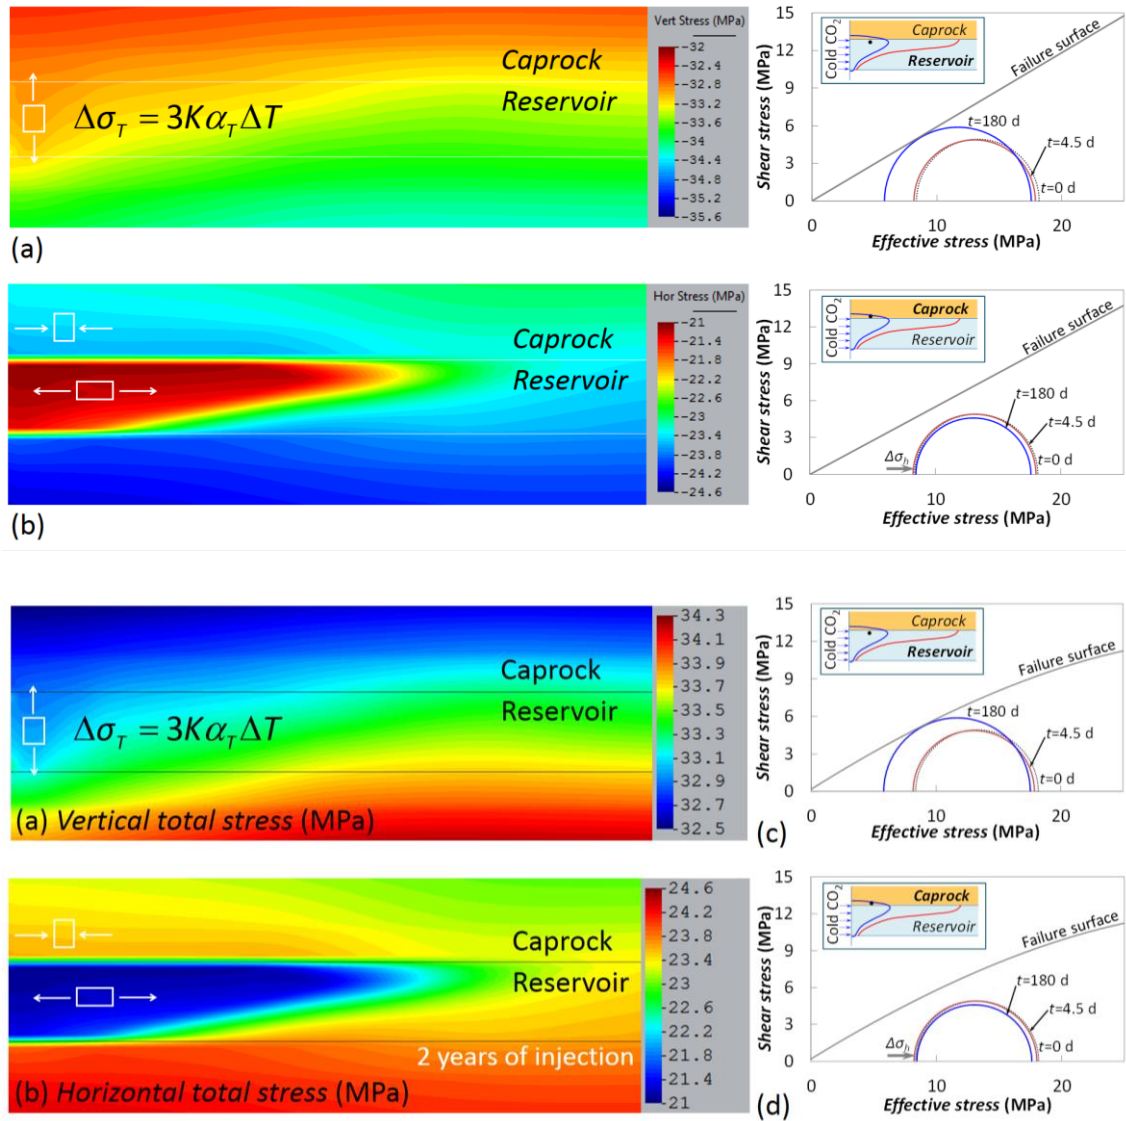 Vert Stress (MPa)
−32
−32.4
−32.8
−33.2
−33.6
−34
−34.4
−34.8
−35.2
−35.6
Caprock
Reservoir
Δσ_T = 3Kα_TΔT
(a)
Shear stress (MPa)
15
12
9
6
3
0
Cold CO2
Caprock
Reservoir
Failure surface
t=180 d
t=4.5 d
t=0 d
0
10
20
Effective stress (MPa)
Hor Stress (MPa)
−21
−21.4
−21.8
−22.2
−22.6
−23
−23.4
−23.8
−24.2
−24.6
Caprock
Reservoir
(b)
Shear stress (MPa)
15
12
9
6
3
0
Cold CO2
Caprock
Reservoir
Failure surface
t=180 d
t=4.5 d
t=0 d
Δσh
0
10
20
Effective stress (MPa)
34.3
34.1
33.9
33.7
33.5
33.3
33.1
32.9
32.7
32.5
Caprock
Reservoir
Δσ_T = 3Kα_TΔT
(a) Vertical total stress (MPa)
(c)
Shear stress (MPa)
15
12
9
6
3
0
Cold CO2
Caprock
Reservoir
Failure surface
t=180 d
t=4.5 d
t=0 d
0
10
20
Effective stress (MPa)
24.6
24.2
23.8
23.4
23
22.6
22.2
21.8
21.4
21
Caprock
Reservoir
2 years of injection
(b) Horizontal total stress (MPa)
(d)
Shear stress (MPa)
15
12
9
6
3
0
Cold CO2
Caprock
Reservoir
Failure surface
t=180 d
t=4.5 d
t=0 d
Δσh
0
10
20
Effective stress (MPa)